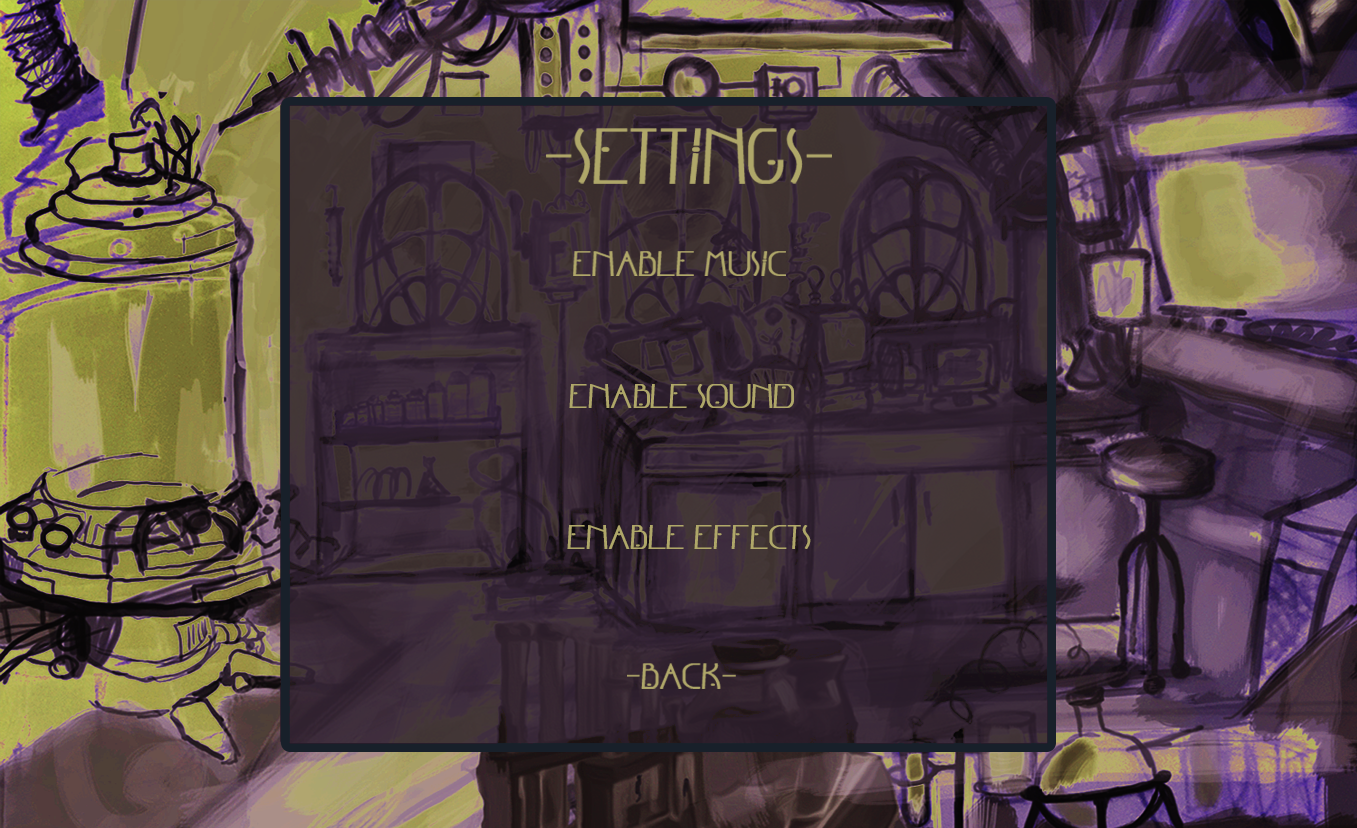 -SETTiNGS-
ENABLE MUSiC
ENABLE SOUND
ENABLE EFFECTS
-BACK-